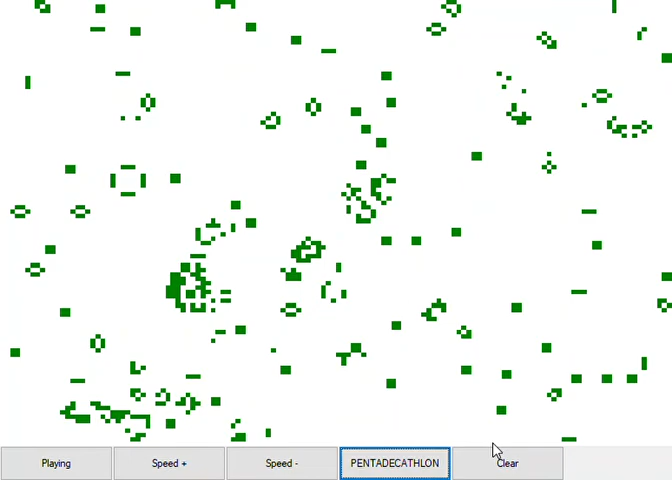 Playing
Speed +
Speed -
PENTADECATHLON
Clear